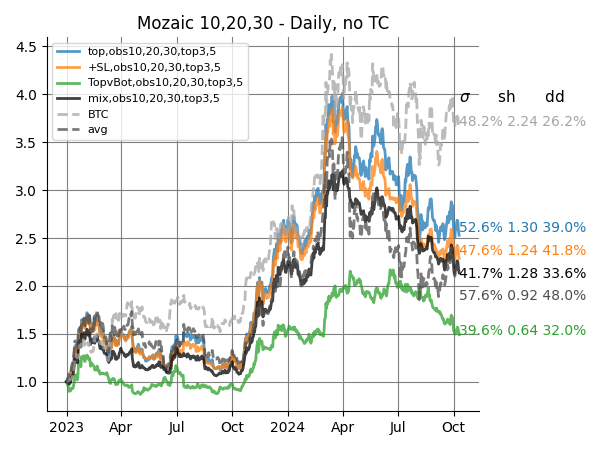 Mozaic 10,20,30 - Daily, no TC
4.5
4.0
3.5
3.0
2.5
2.0
1.5
1.0
top,obs10,20,30,top3,5
+SL,obs10,20,30,top3,5
TopvBot,obs10,20,30,top3,5
mix,obs10,20,30,top3,5
BTC
avg
σ sh dd
48.2% 2.24 26.2%
52.6% 1.30 39.0%
47.6% 1.24 41.8%
41.7% 1.28 33.6%
57.6% 0.92 48.0%
39.6% 0.64 32.0%
2023 Apr Jul Oct 2024 Apr Jul Oct